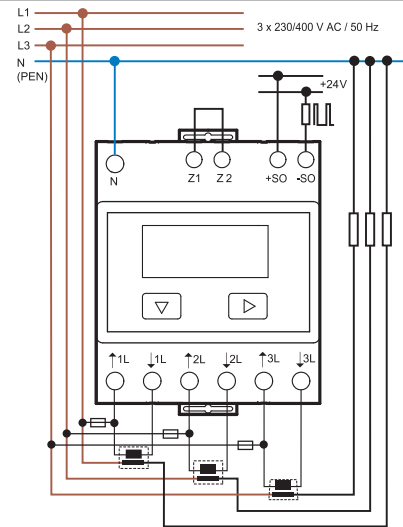 L1
L2
L3
N
(PEN)
3 x 230/400 V AC / 50 Hz
+24V
N
Z1
Z 2
+SO
-SO
↑1L
↓1L
↑2L
↓2L
↑3L
↓3L